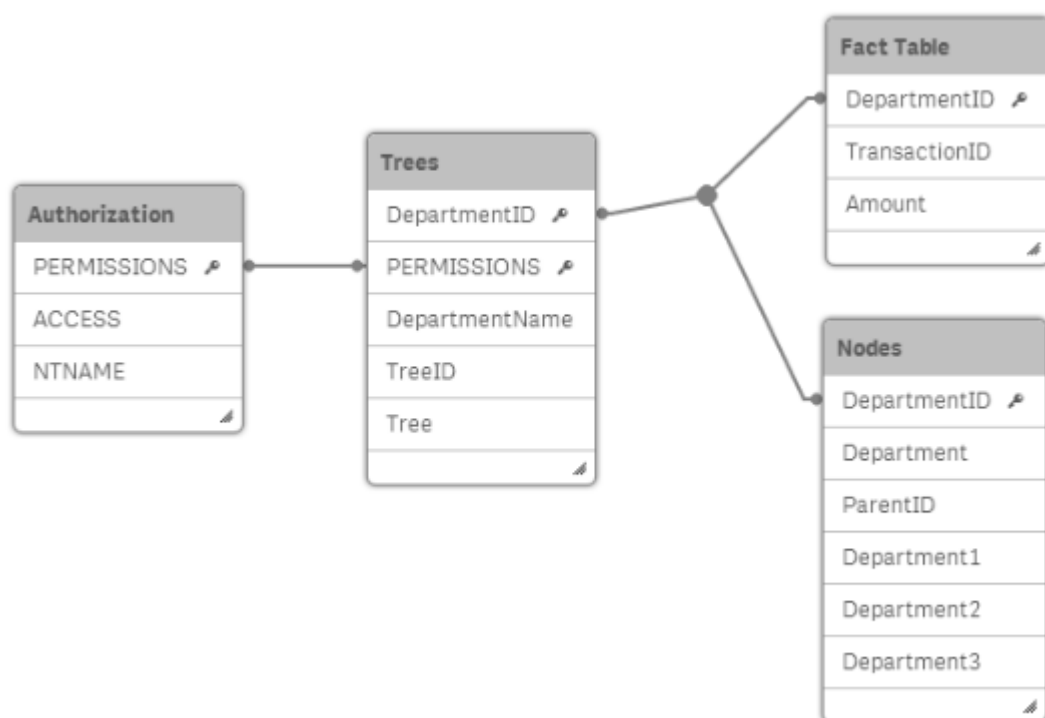 Authorization
PERMISSIONS
ACCESS
NTNAME
Trees
DepartmentID
PERMISSIONS
DepartmentName
TreeID
Tree
Fact Table
DepartmentID
TransactionID
Amount
Nodes
DepartmentID
Department
ParentID
Department1
Department2
Department3